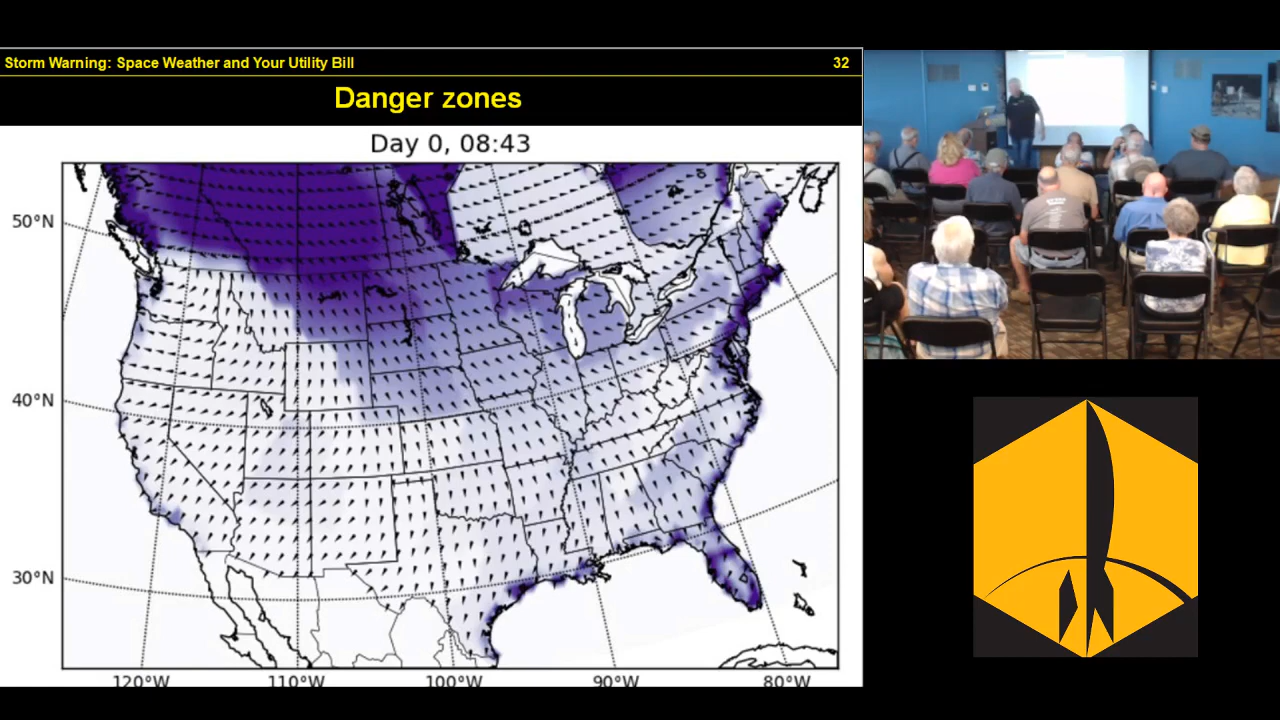 Storm Warning: Space Weather and Your Utility Bill 32
Danger zones
Day 0, 08:43
50°N
40°N
30°N
120°W 110°W 100°W 90°W 80°W